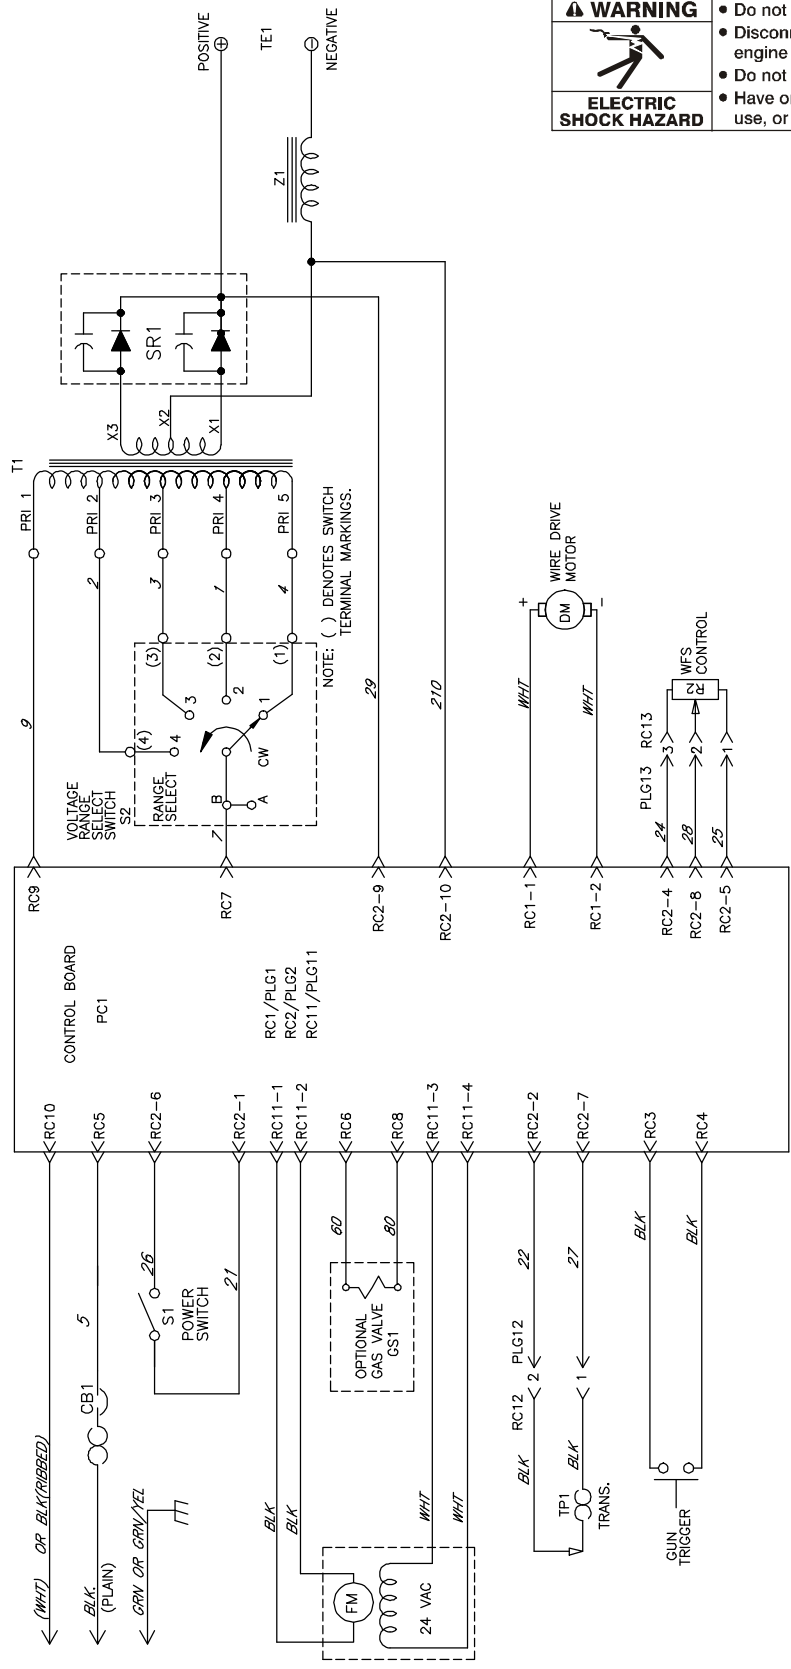 WARNING
ELECTRIC
SHOCK HAZARD
• Do not
• Disconn
engine
• Do not
• Have on
use, or
POSITIVE
TE1
NEGATIVE
Z1
SR1
X3
X2
X1
T1
PRI 1
PRI 2
PRI 3
PRI 4
PRI 5
9
2
3
1
4
(3)
(2)
(1)
NOTE: ( ) DENOTES SWITCH
TERMINAL MARKINGS.
VOLTAGE
RANGE
SELECT
SWITCH
S2
(4)
RANGE
SELECT
4
3
2
1
CW
B
A
7
29
210
WHT
WHT
+
-
DM
WIRE DRIVE
MOTOR
PLG13
RC13
24
28
25
3
2
1
R2
WFS
CONTROL
RC9
RC7
RC2-9
RC2-10
RC1-1
RC1-2
RC2-4
RC2-8
RC2-5
CONTROL BOARD
PC1
RC1/PLG1
RC2/PLG2
RC11/PLG11
RC10
RC5
RC2-6
RC2-1
RC11-1
RC11-2
RC6
RC8
RC11-3
RC11-4
RC2-2
RC2-7
RC3
RC4
(WHT) OR BLK(RIBBED)
5
CB1
BLK.
(PLAIN)
GRN OR GRN/YEL
26
S1
POWER
SWITCH
21
BLK
BLK
60
80
OPTIONAL
GAS VALVE
GS1
WHT
WHT
FM
24 VAC
22
27
PLG12
RC12
2
1
BLK
BLK
TP1
TRANS.
BLK
BLK
GUN
TRIGGER